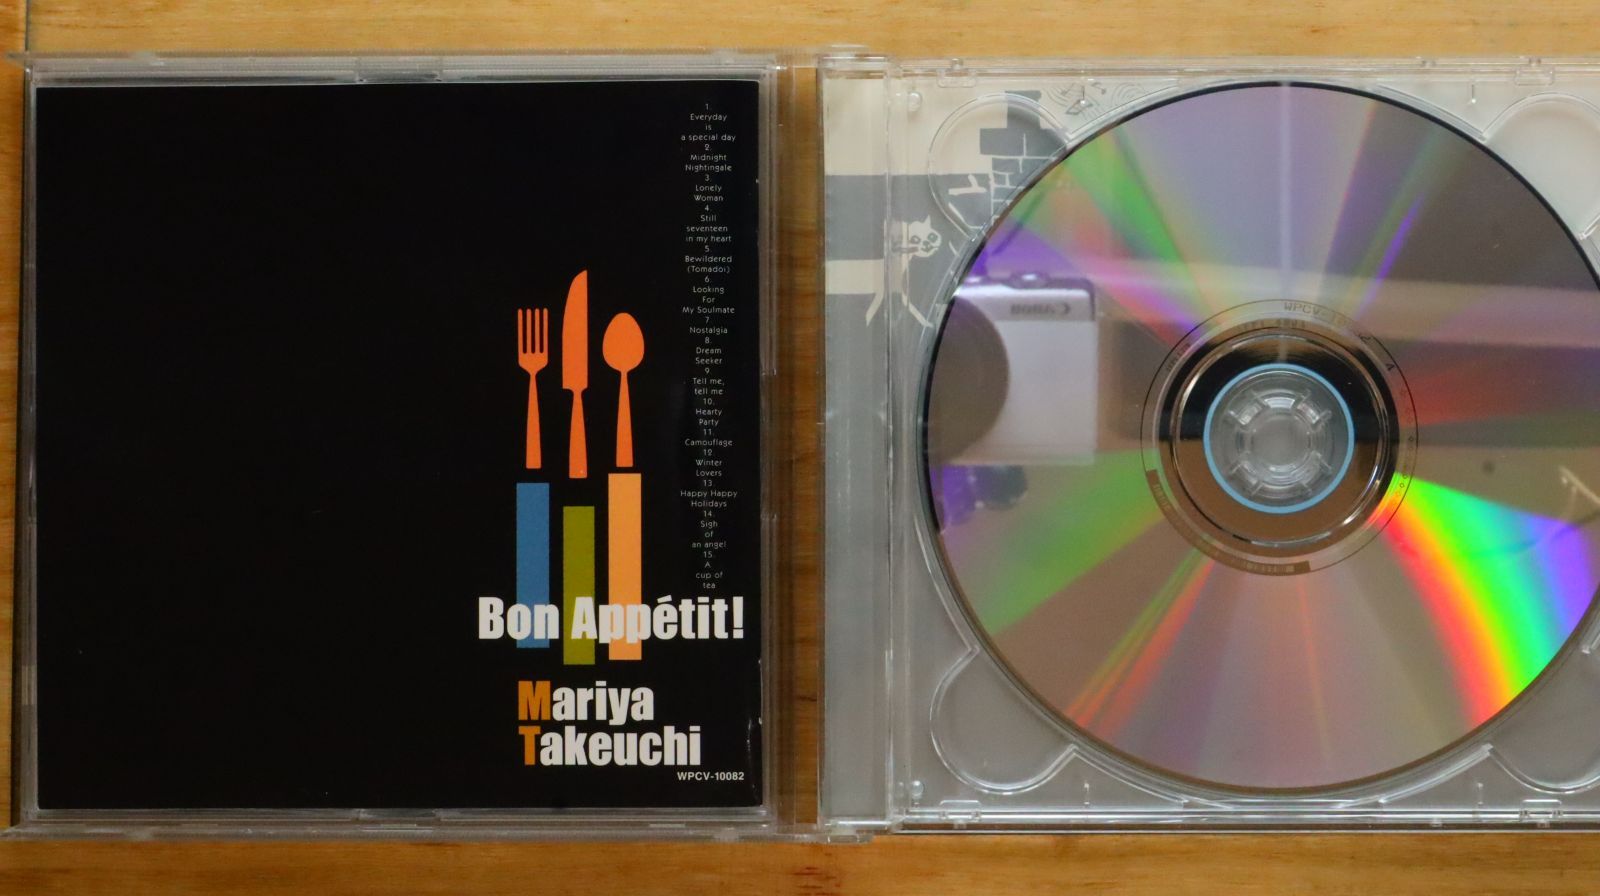 1.
Everyday
is
a special day
2.
Midnight
Nightingale
3.
Lonely
Woman
4.
Still
seventeen
in my heart
5.
Bewildered
(Tomadoi)
6.
Looking
For
My Soulmate
7.
Nostalgia
8.
Dream
Seeker
9.
Tell me,
tell me
10.
Hearty
Party
11.
Camouflage
12.
Winter
Lovers
13.
Happy Happy
Holidays
14.
Sigh
of
an angel
15.
A
cup of
tea
Bon Appétit!
Mariya
Takeuchi
WPCV-10082
Canon